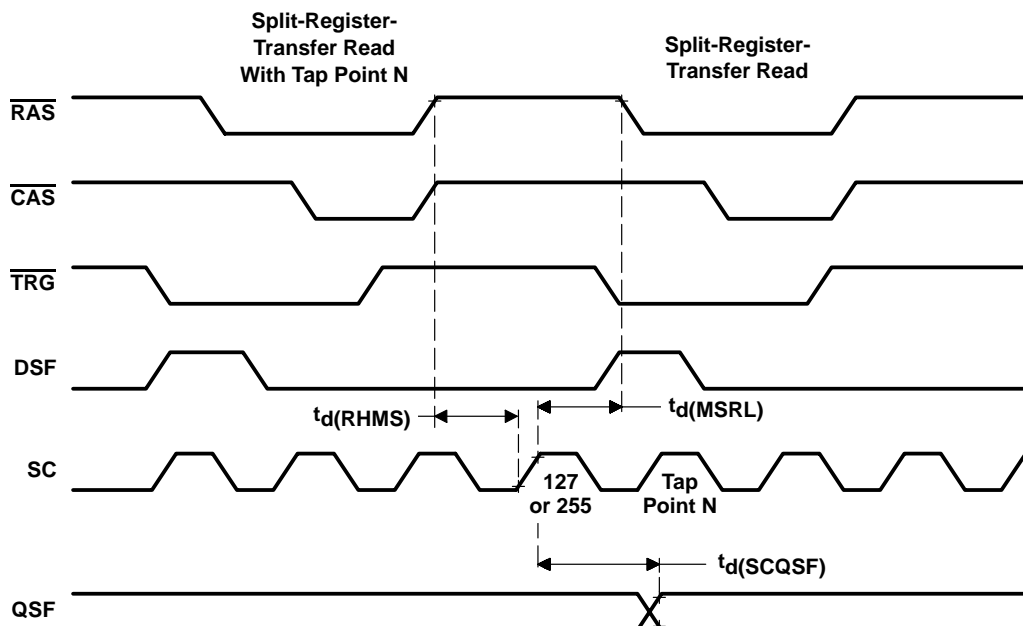 Split-Register-
Transfer Read
With Tap Point N
Split-Register-
Transfer Read
RAS
CAS
TRG
DSF
td(RHMS)
td(MSRL)
SC
127
or 255
Tap
Point N
td(SCQSF)
QSF